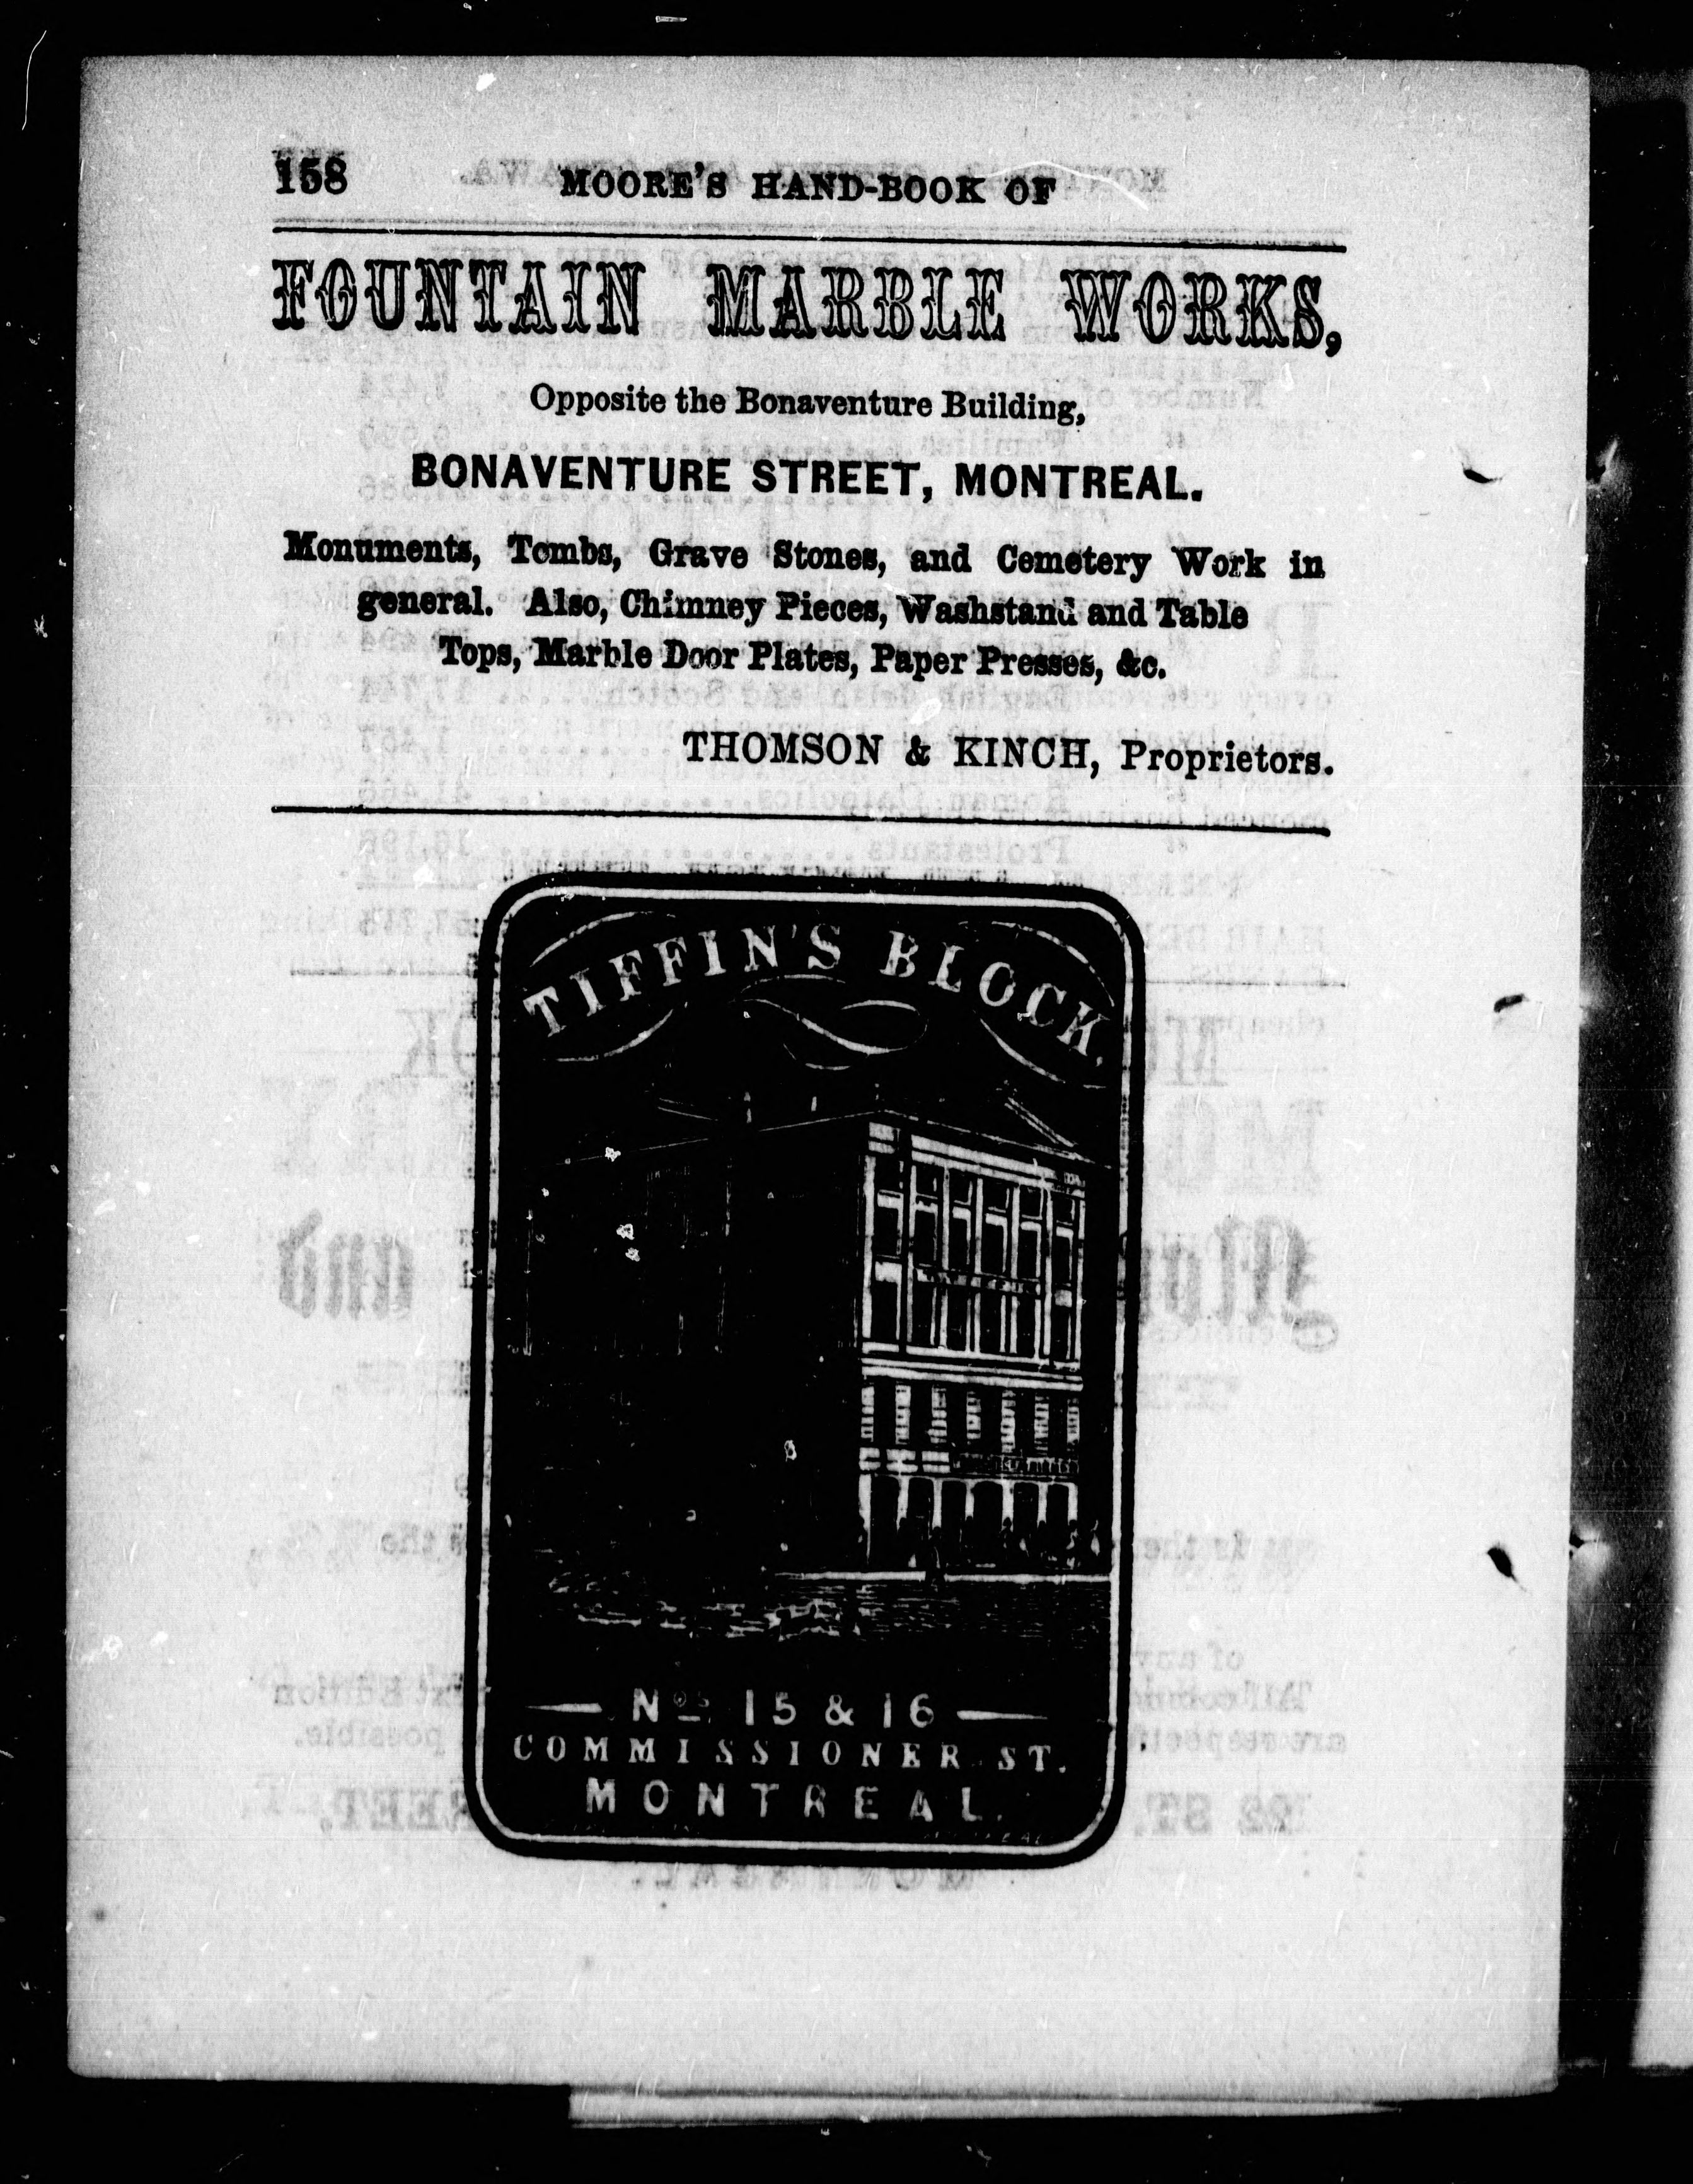 158 MOORE'S HAND-BOOK OF
FOUNTAIN MARBLE WORKS,
Opposite the Bonaventure Building,
BONAVENTURE STREET, MONTREAL.
Monuments, Tombs, Grave Stones, and Cemetery Work in
general. Also, Chimney Pieces, Washstand and Table
Tops, Marble Door Plates, Paper Presses, &c.
THOMSON & KINCH, Proprietors.
TIFFIN'S BLOCK,
Nos 15 & 16
COMMISSIONER ST.
MONTREAL.